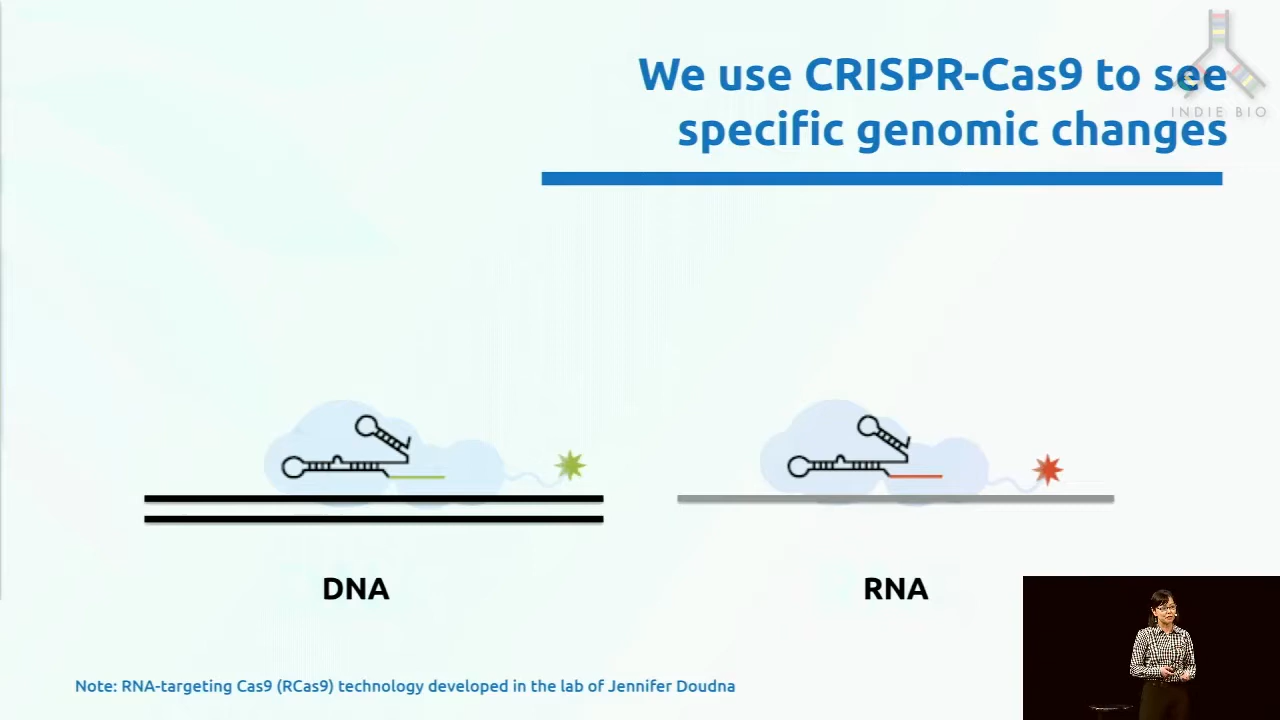 We use CRISPR-Cas9 to see
specific genomic changes
INDIE BIO
DNA
RNA
Note: RNA-targeting Cas9 (RCas9) technology developed in the lab of Jennifer Doudna